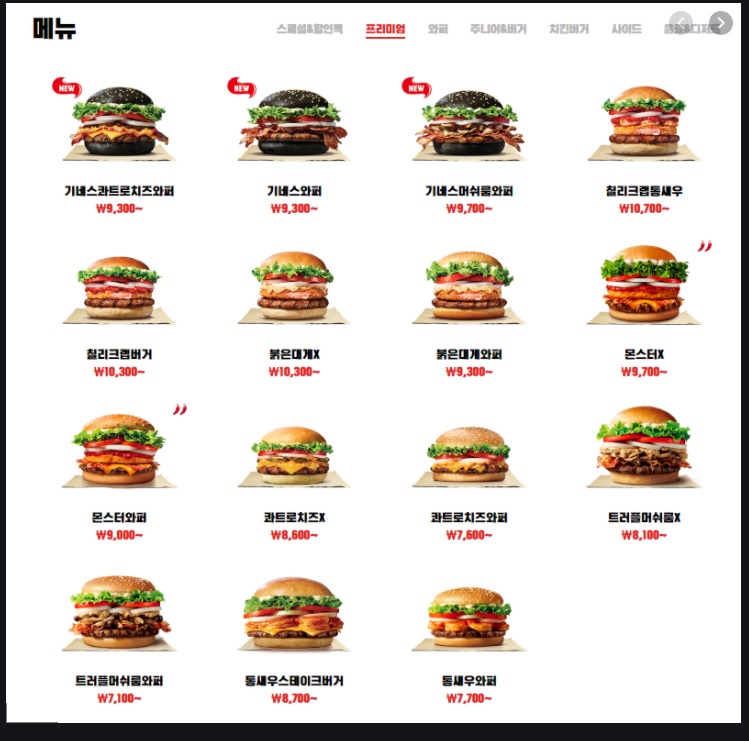 메뉴
스페셜&할인팩 프리미엄 와퍼 주니어&버거 치킨버거 사이드 음료&디저트
NEW NEW NEW
기네스콰트로치즈와퍼 기네스와퍼 기네스머쉬룸와퍼 칠리크랩통새우
₩9,300~ ₩9,300~ ₩9,700~ ₩10,700~
칠리크랩버거 붉은대게X 붉은대게와퍼 몬스터X
₩10,300~ ₩10,300~ ₩9,300~ ₩9,700~
몬스터와퍼 콰트로치즈X 콰트로치즈와퍼 트러플머쉬룸X
₩9,000~ ₩8,600~ ₩7,600~ ₩8,100~
트러플머쉬룸와퍼 통새우스테이크버거 통새우와퍼
₩7,100~ ₩8,700~ ₩7,700~